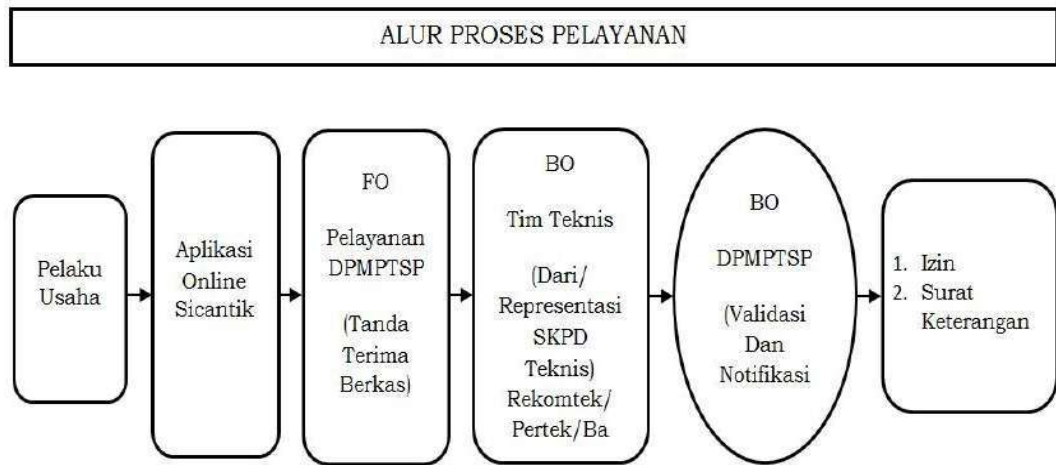 ALUR PROSES PELAYANAN
Pelaku
Usaha
Aplikasi
Online
Sicantik
FO
Pelayanan
DPMPTSP
(Tanda
Terima
Berkas)
BO
Tim Teknis
(Dari/
Representasi
SKPD
Teknis)
Rekomtek/
Pertek/Ba
BO
DPMPTSP
(Validasi
Dan
Notifikasi
1. Izin
2. Surat
Keterangan